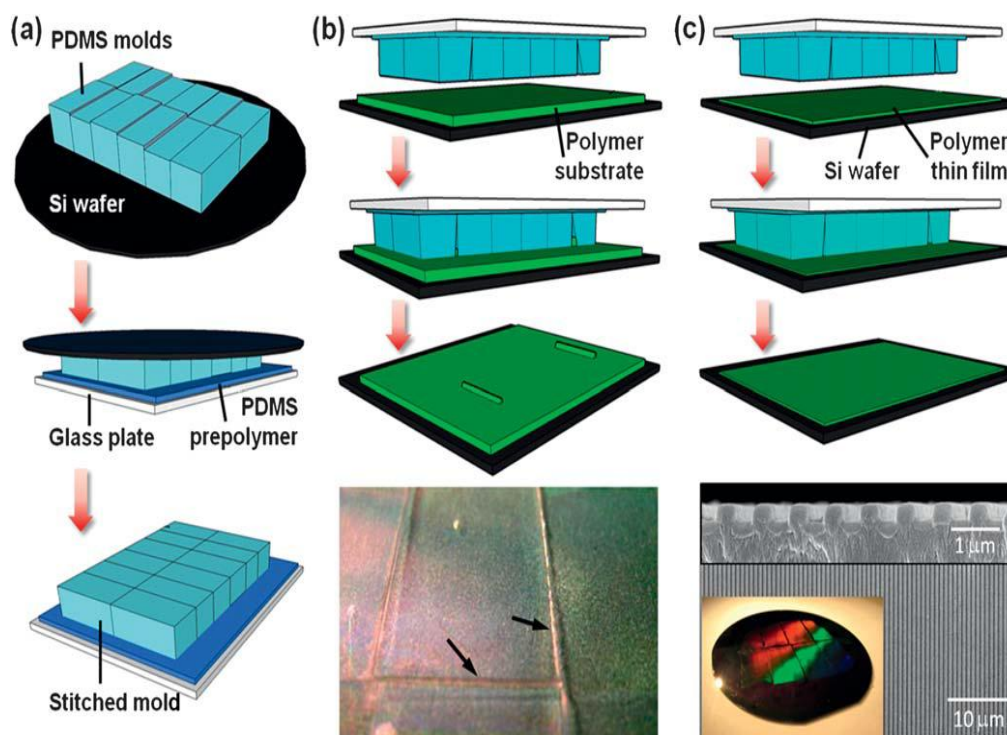 (a)
PDMS molds
Si wafer
PDMS
prepolymer
Glass plate
Stitched mold
(b)
Polymer
substrate
(c)
Si wafer
Polymer
thin film
1 μm
10 μm